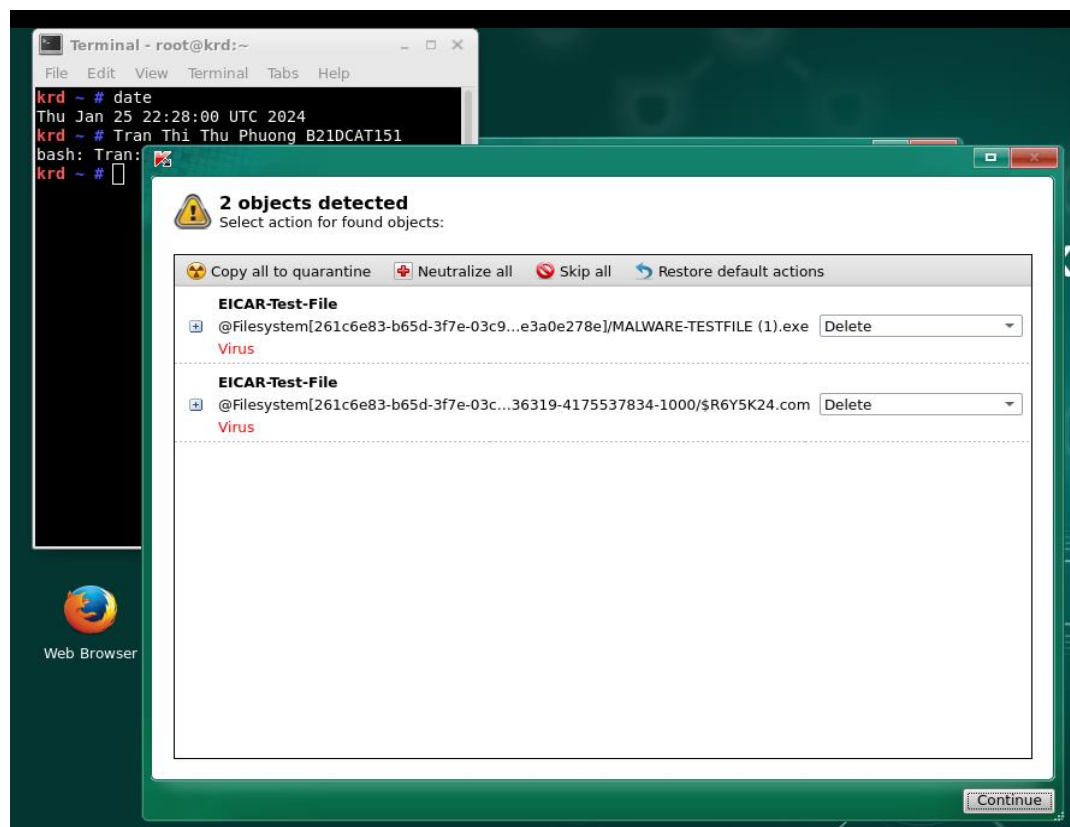 Terminal - root@krd:~
File Edit View Terminal Tabs Help
krd ~ # date
Thu Jan 25 22:28:00 UTC 2024
krd ~ # Tran Thi Thu Phuong B21DCAT151
bash: Tran:
krd ~ #
2 objects detected
Select action for found objects:
Copy all to quarantine Neutralize all Skip all Restore default actions
EICAR-Test-File
@Filesystem[261c6e83-b65d-3f7e-03c9...e3a0e278e]/MALWARE-TESTFILE (1).exe Delete
Virus
EICAR-Test-File
@Filesystem[261c6e83-b65d-3f7e-03c...36319-4175537834-1000/$R6Y5K24.com Delete
Virus
Web Browser
Continue